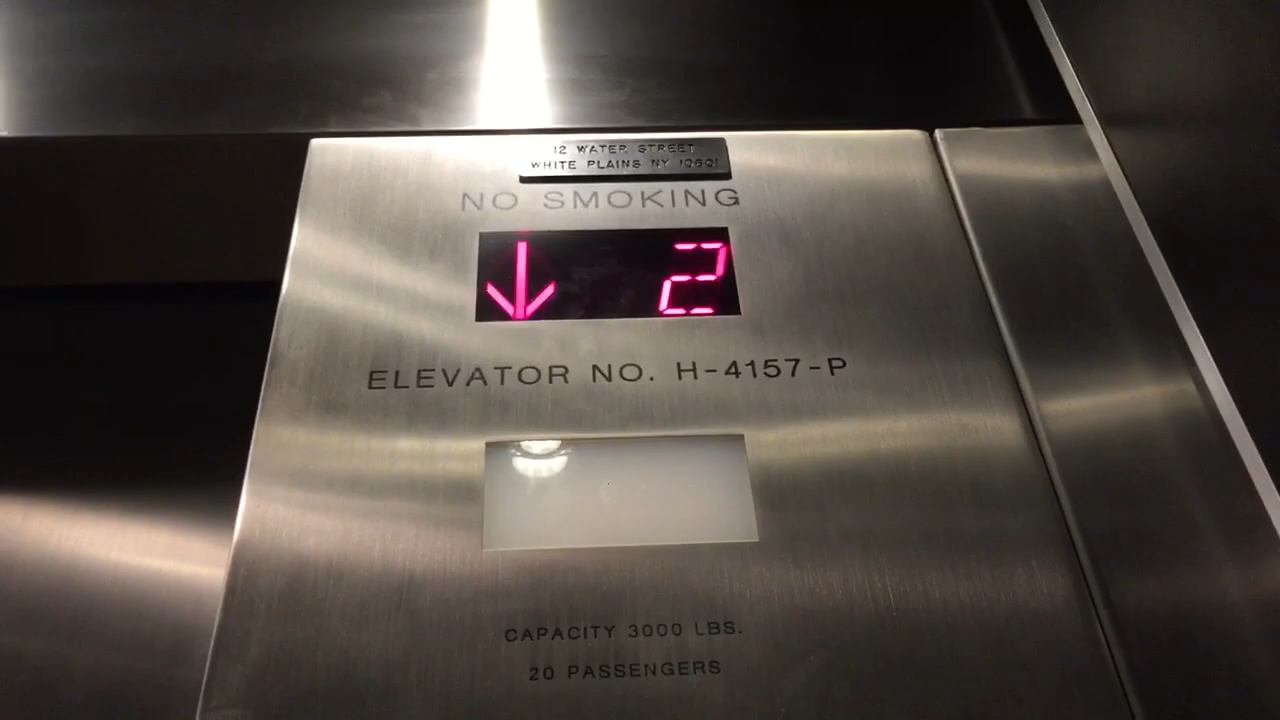 12 WATER STREET
WHITE PLAINS NY 10601
NO SMOKING
↓ 2
ELEVATOR NO. H-4157-P
CAPACITY 3000 LBS.
20 PASSENGERS